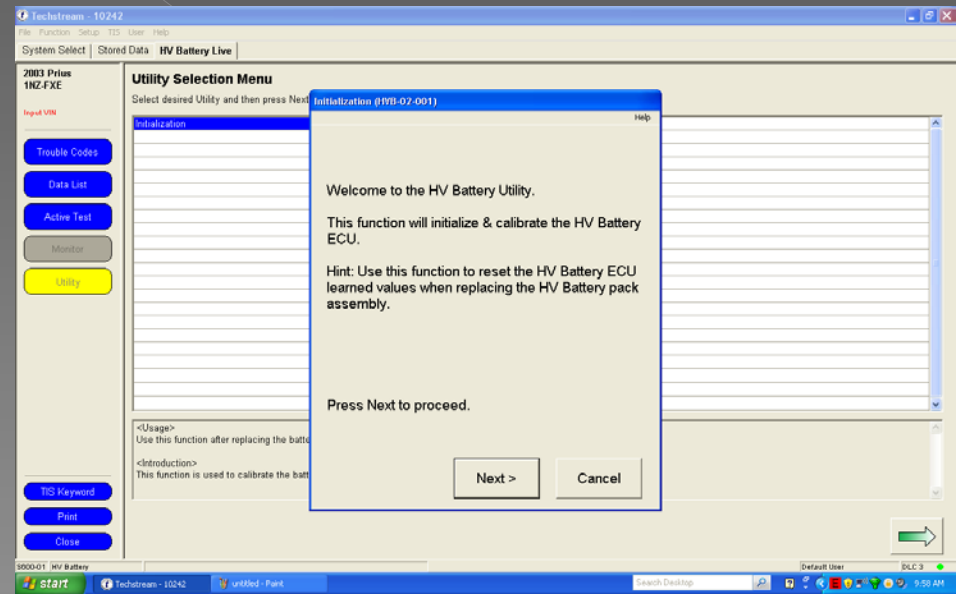 Techstream - 10242
File Function Setup TIS User Help
System Select Stored Data HV Battery Live
2003 Prius
1NZ-FXE
Input VIN
Trouble Codes
Data List
Active Test
Monitor
Utility
TIS Keyword
Print
Close
Utility Selection Menu
Select desired Utility and then press Next
Initialization
<Usage>
Use this function after replacing the
<Introduction>
This function is used to calibrate the
Initialization (HVB-02-001)
Help
Welcome to the HV Battery Utility.
This function will initialize & calibrate the HV Battery
ECU.
Hint: Use this function to reset the HV Battery ECU
learned values when replacing the HV Battery pack
assembly.
Press Next to proceed.
Next >
Cancel
S600-01 HV Battery
Default User
DLC 3
start
Techstream - 10242
untitled - Paint
Search Desktop
9:58 AM